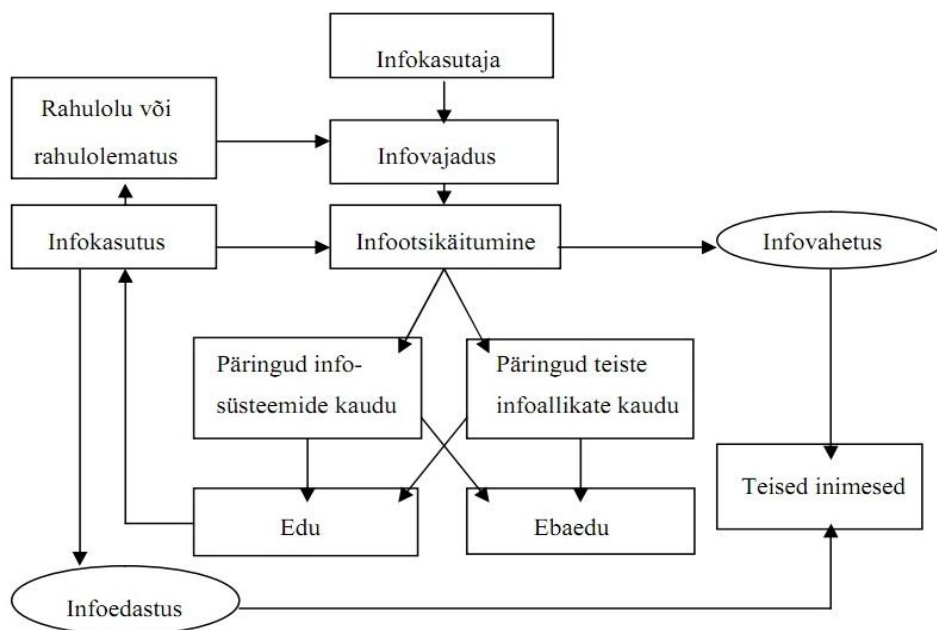 Infokasutaja
Rahulolu või
rahulolematus
Infovajadus
Infokasutus
Infootsikäitumine
Infovahetus
Päringud info-
süsteemide kaudu
Päringud teiste
infoallikate kaudu
Teised inimesed
Edu
Ebaedu
Infoedastus